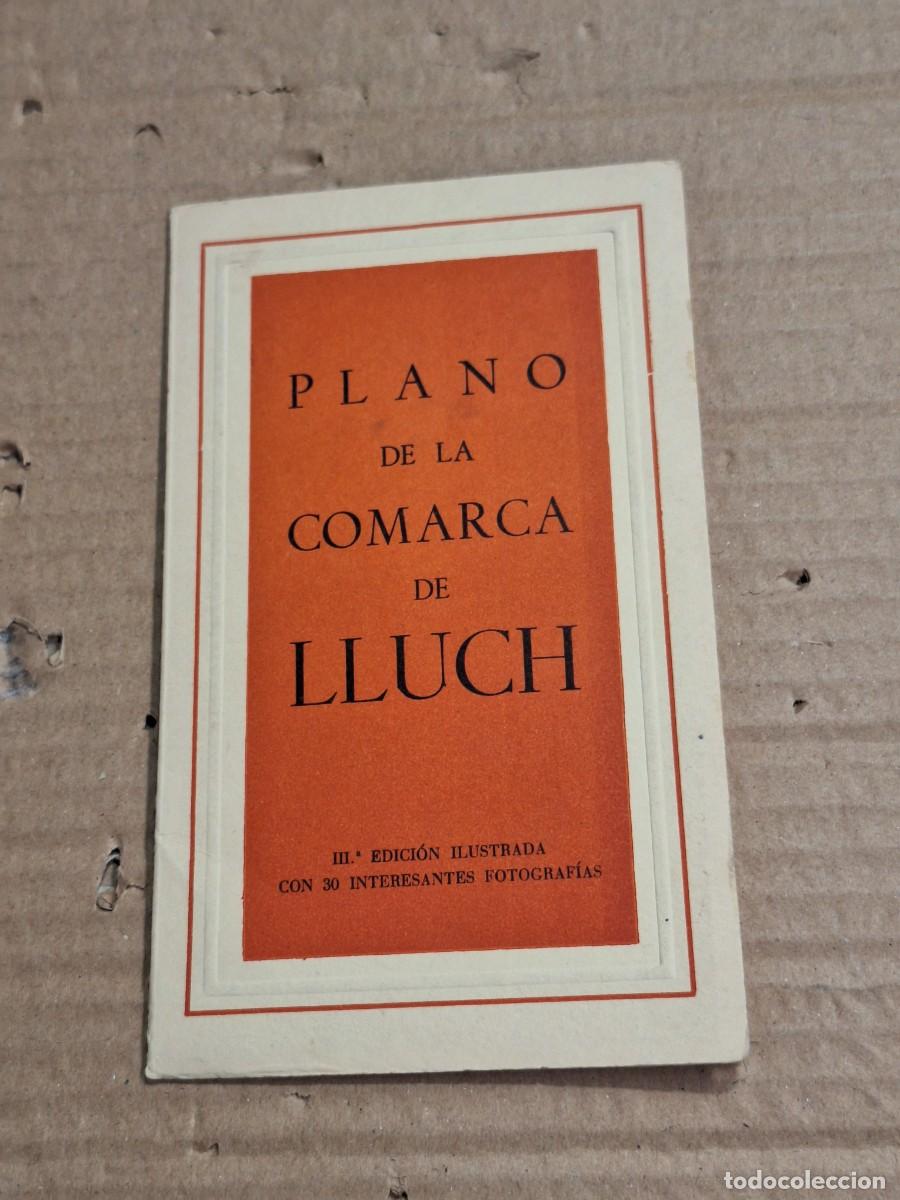 PLANO
DE LA
COMARCA
DE
LLUCH
III.ª EDICIÓN ILUSTRADA
CON 30 INTERESANTES FOTOGRAFÍAS
todocoleccion